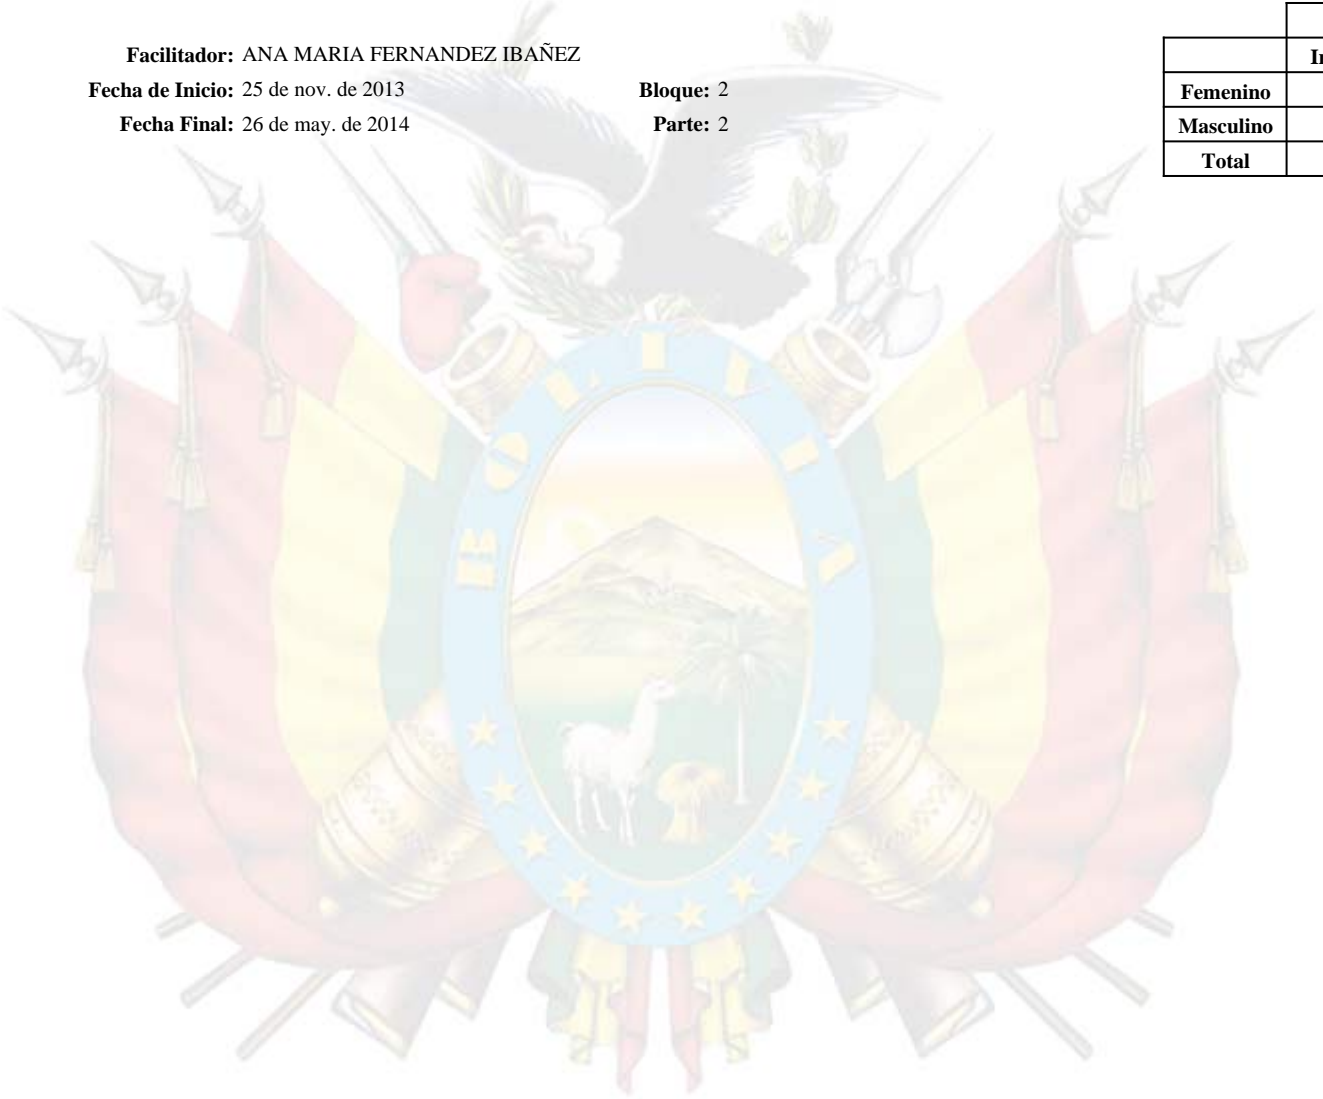 Facilitador: ANA MARIA FERNANDEZ IBAÑEZ
Fecha de Inicio: 25 de nov. de 2013 Bloque: 2
Fecha Final: 26 de may. de 2014 Parte: 2
Femenino
Masculino
Total
BOLIVIA